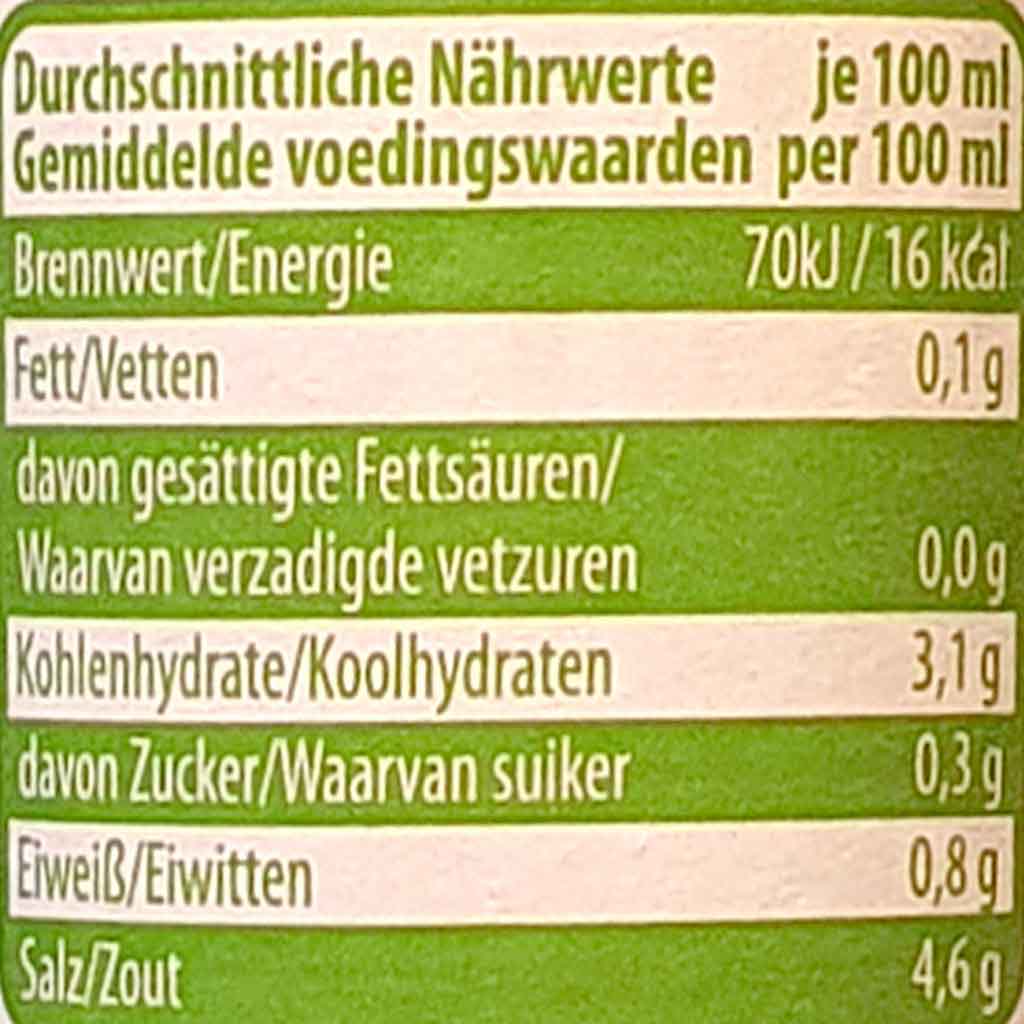 Durchschnittliche Nährwerte je 100 ml
Gemiddelde voedingswaarden per 100 ml
Brennwert/Energie 70kJ / 16 kcal
Fett/Vetten 0,1 g
davon gesättigte Fettsäuren/
Waarvan verzadigde vetzuren 0,0 g
Kohlenhydrate/Koolhydraten 3,1 g
davon Zucker/Waarvan suiker 0,3 g
Eiweiß/Eiwitten 0,8 g
Salz/Zout 4,6 g